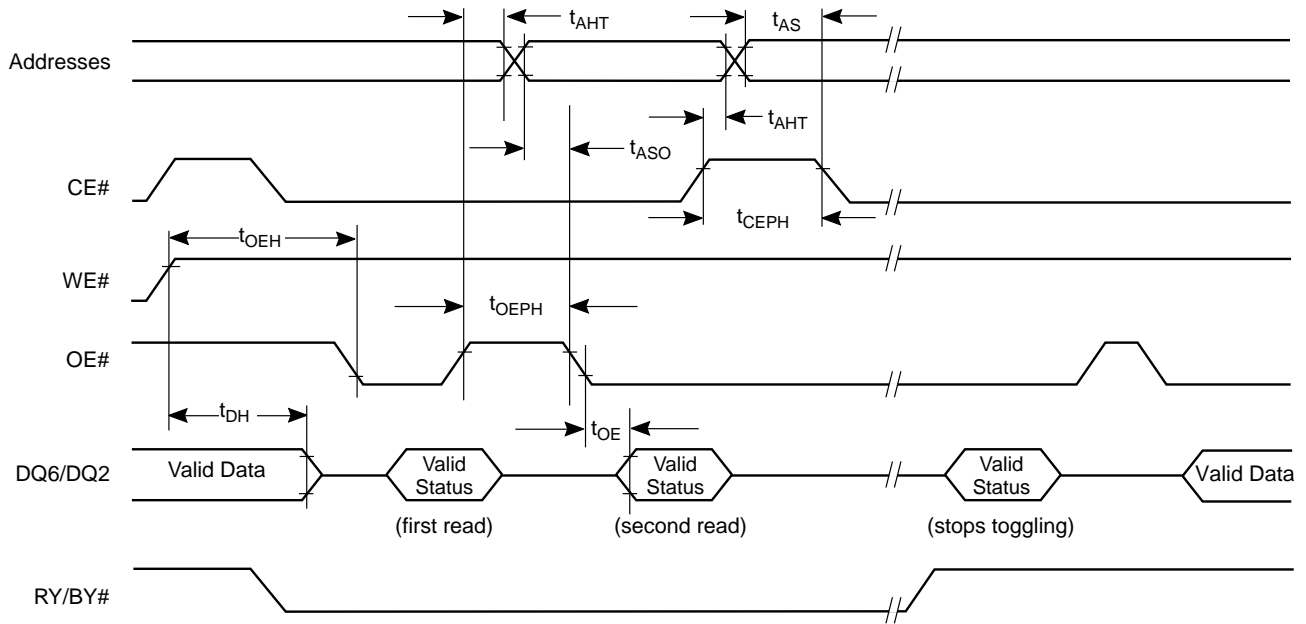 tAHT
tAS
Addresses
tAHT
tASO
CE#
tCEPH
tOEH
WE#
tOEPH
OE#
tDH
tOE
DQ6/DQ2
Valid Data
Valid
Status
Valid
Status
Valid
Status
Valid Data
(first read)
(second read)
(stops toggling)
RY/BY#